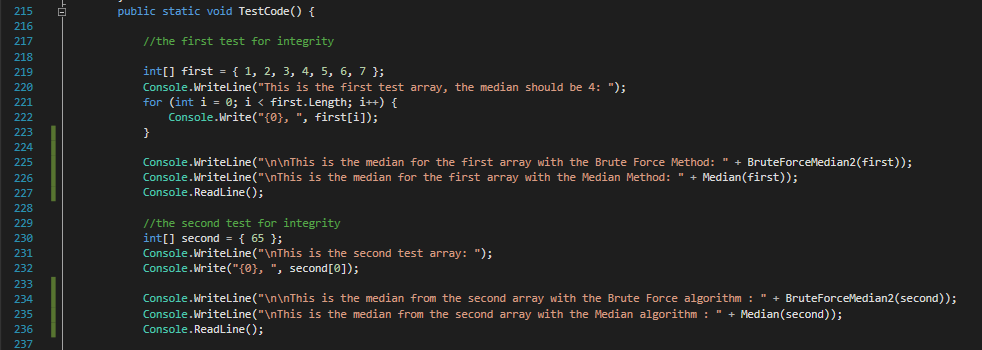 215 public static void TestCode() {
216
217 //the first test for integrity
218
219 int[] first = { 1, 2, 3, 4, 5, 6, 7 };
220 Console.WriteLine("This is the first test array, the median should be 4: ");
221 for (int i = 0; i < first.Length; i++) {
222 Console.Write("{0}, ", first[i]);
223 }
224
225 Console.WriteLine("\n\nThis is the median for the first array with the Brute Force Method: " + BruteForceMedian2(first));
226 Console.WriteLine("\nThis is the median for the first array with the Median Method: " + Median(first));
227 Console.ReadLine();
228
229 //the second test for integrity
230 int[] second = { 65 };
231 Console.WriteLine("\nThis is the second test array: ");
232 Console.Write("{0}, ", second[0]);
233
234 Console.WriteLine("\n\nThis is the median from the second array with the Brute Force algorithm : " + BruteForceMedian2(second));
235 Console.WriteLine("\nThis is the median from the second array with the Median algorithm : " + Median(second));
236 Console.ReadLine();
237